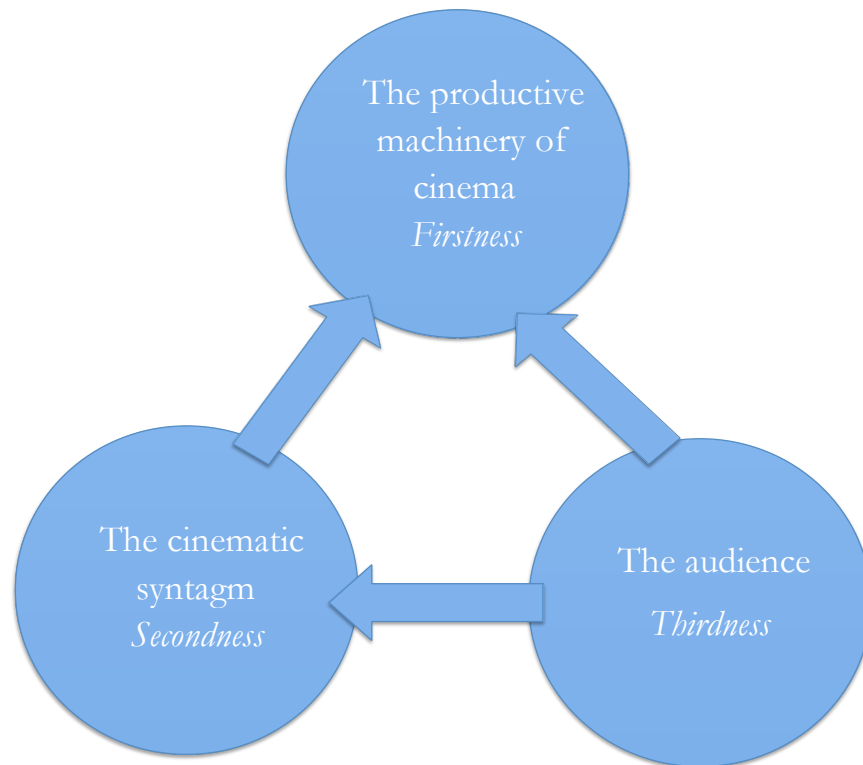 The productive
machinery of
cinema
Firstness
The cinematic
syntagm
Secondness
The audience
Thirdness